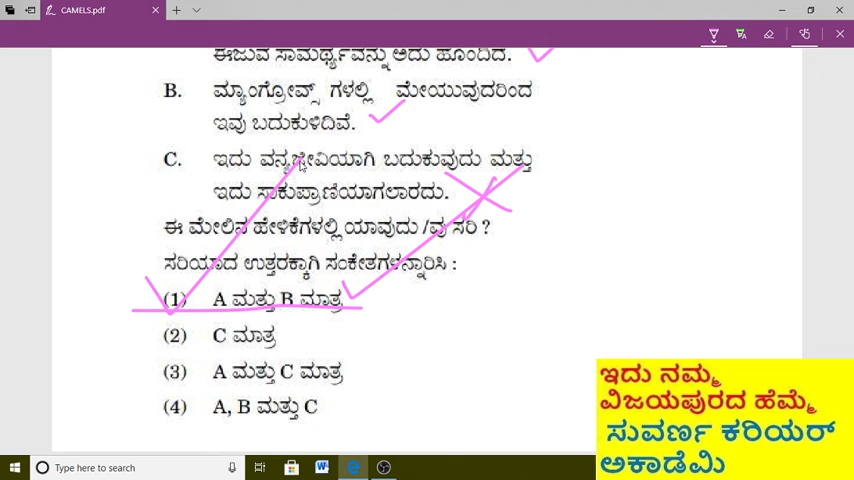 CAMELS.pdf
ಈಜುವ ಸಾಮರ್ಥ್ಯವನ್ನು ಅದು ಹೊಂದಿದೆ.
B. ಮ್ಯಾಂಗ್ರೋವ್ಸ್ ಗಳಲ್ಲಿ ಮೇಯುವುದರಿಂದ
ಇವು ಬದುಕುಳಿದಿವೆ.
C. ಇದು ವನ್ಯಜೀವಿಯಾಗಿ ಬದುಕುವುದು ಮತ್ತು
ಇದು ಸಾಕುಪ್ರಾಣಿಯಾಗಲಾರದು.
ಈ ಮೇಲಿನ ಹೇಳಿಕೆಗಳಲ್ಲಿ ಯಾವುದು /ವು ಸರಿ ?
ಸರಿಯಾದ ಉತ್ತರಕ್ಕಾಗಿ ಸಂಕೇತಗಳನ್ನಾರಿಸಿ :
(1) A ಮತ್ತು B ಮಾತ್ರ
(2) C ಮಾತ್ರ
(3) A ಮತ್ತು C ಮಾತ್ರ
(4) A, B ಮತ್ತು C
ಇದು ನಮ್ಮ
ವಿಜಯಪುರದ ಹೆಮ್ಮೆ
ಸುವರ್ಣ ಕರಿಯರ್
ಅಕಾಡೆಮಿ
Type here to search